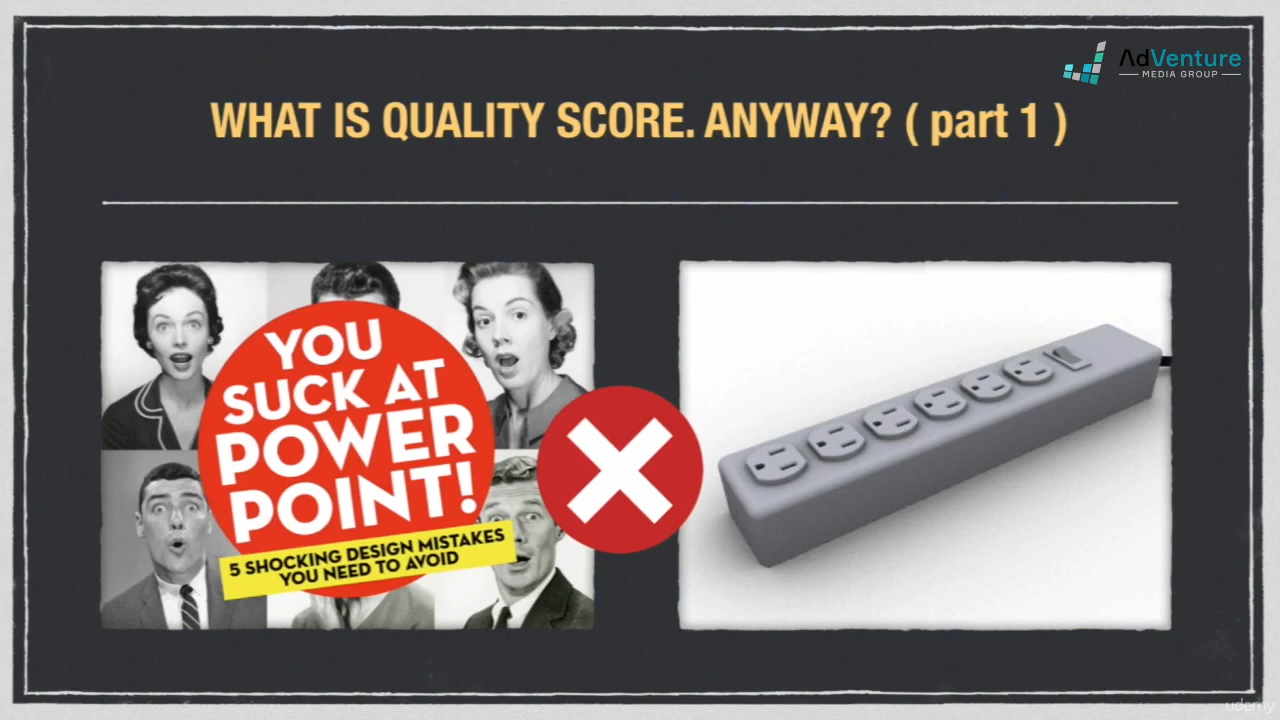 AdVenture
MEDIA GROUP
WHAT IS QUALITY SCORE. ANYWAY? ( part 1 )
YOU
SUCK AT
POWER
POINT!
5 SHOCKING DESIGN MISTAKES
YOU NEED TO AVOID
udemy